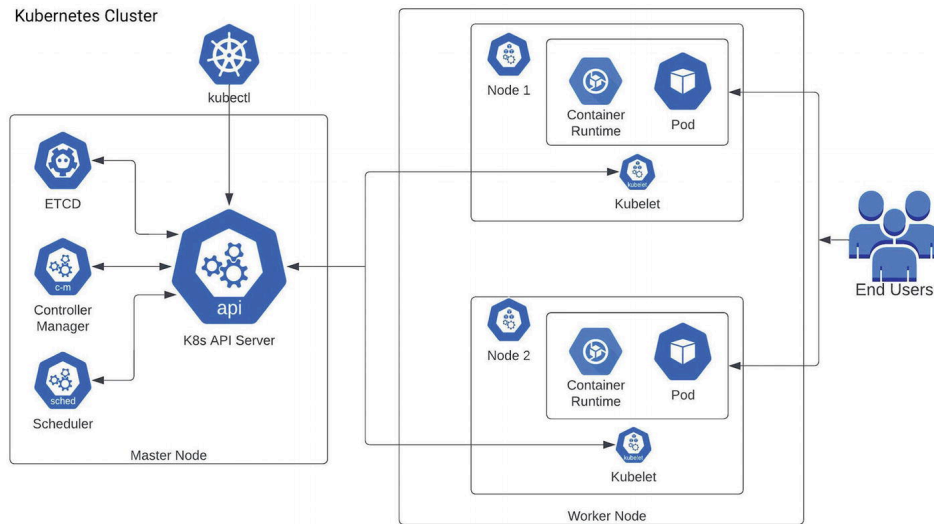 Kubernetes Cluster
kubectl
ETCD
c-m
Controller
Manager
sched
Scheduler
api
K8s API Server
Master Node
Node 1
Container
Runtime
Pod
kubelet
Kubelet
Node 2
Container
Runtime
Pod
kubelet
Kubelet
Worker Node
End Users